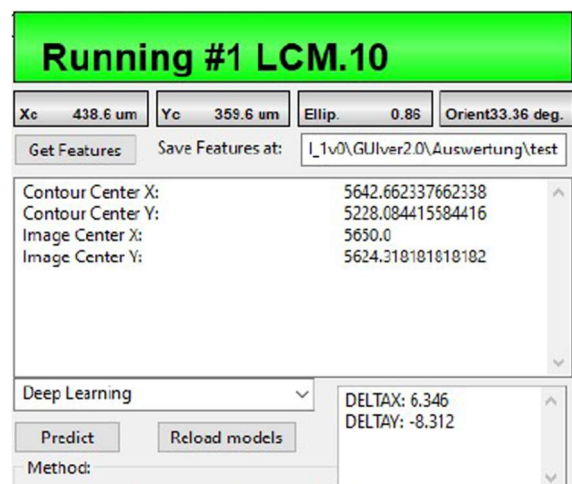 Running #1 LCM.10
Xc 438.6 um Yc 359.6 um Ellip. 0.86 Orient33.36 deg.
Get Features Save Features at: I_1v0\GUIver2.0\Auswertung\test
Contour Center X: 5642.662337662338
Contour Center Y: 5228.084415584416
Image Center X: 5650.0
Image Center Y: 5624.318181818182
Deep Learning
DELTAX: 6.346
DELTAY: -8.312
Predict Reload models
Method: